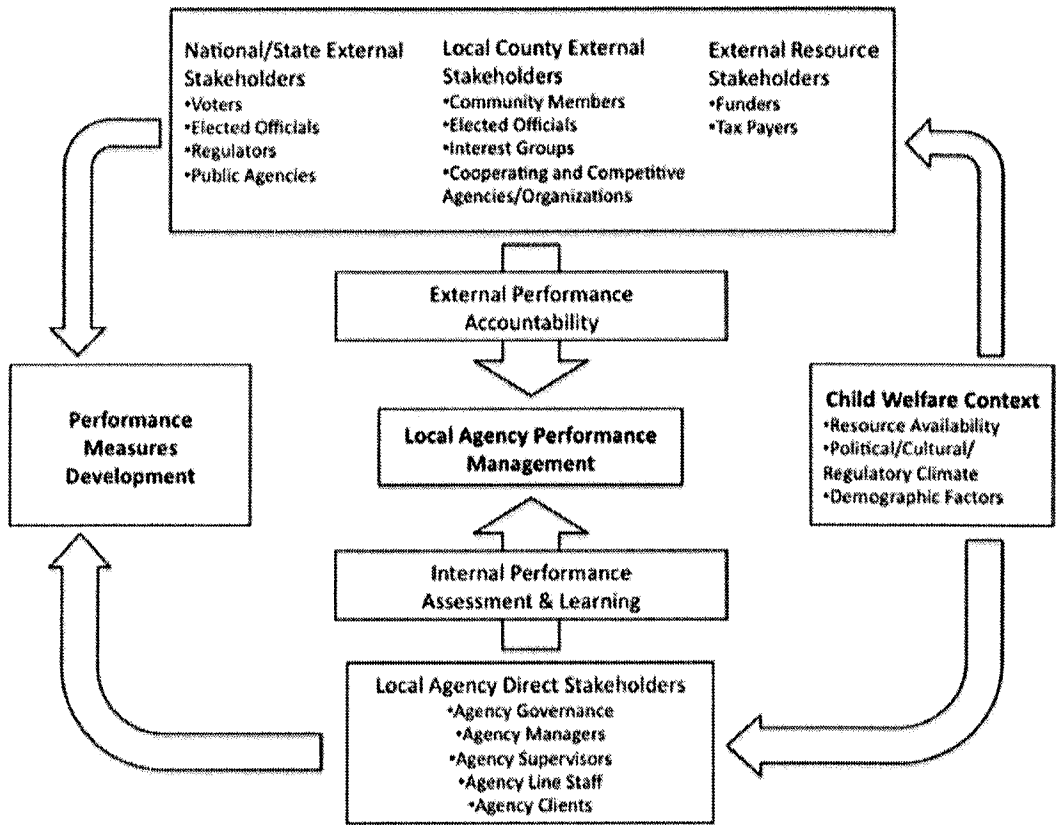 National/State External
Stakeholders
•Voters
•Elected Officials
•Regulators
•Public Agencies
Local County External
Stakeholders
•Community Members
•Elected Officials
•Interest Groups
•Cooperating and Competitive
Agencies/Organizations
External Resource
Stakeholders
•Funders
•Tax Payers
External Performance
Accountability
Performance
Measures
Development
Local Agency Performance
Management
Child Welfare Context
•Resource Availability
•Political/Cultural/
Regulatory Climate
•Demographic Factors
Internal Performance
Assessment & Learning
Local Agency Direct Stakeholders
•Agency Governance
•Agency Managers
•Agency Supervisors
•Agency Line Staff
•Agency Clients